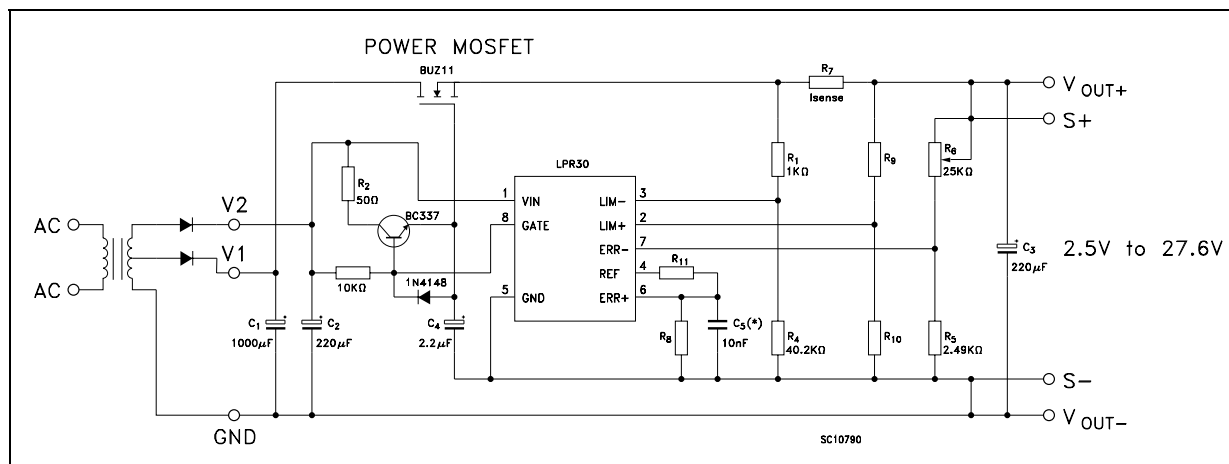 POWER MOSFET
BUZ11
R7
Isense
VOUT+
S+
R2
50Ω
R1
1KΩ
R9
R6
25KΩ
LPR30
1
VIN
LIM-
3
8
GATE
LIM+
2
ERR-
7
REF
4
5
GND
ERR+
6
BC337
AC
V2
V1
AC
R11
10KΩ
1N4148
C3
220μF
2.5V to 27.6V
C1
1000μF
C2
220μF
C4
2.2μF
R8
C5(*)
10nF
R4
40.2KΩ
R10
R5
2.49KΩ
S-
GND
VOUT-
SC10790